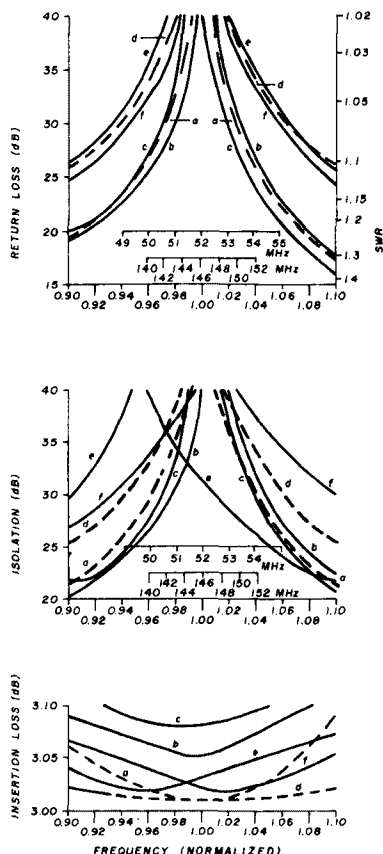 RETURN LOSS (dB)
40
35
30
25
20
15
d
e
f
a
c
b
a
c
b
e
d
f
1.02
1.03
1.05
1.1
1.15
1.2
1.3
1.4
SWR
49 50 51 52 53 54 55
MHz
140 144 148 152 MHz
142 146 150
0.90 0.92 0.94 0.96 0.98 1.00 1.02 1.04 1.06 1.08 1.10
ISOLATION (dB)
40
35
30
25
20
e
f
d
a
c
b
e
c
d
f
b
a
50 51 52 53 54
MHz
142 146 150
140 144 148 152 MHz
0.90 0.92 0.94 0.96 0.98 1.00 1.02 1.04 1.06 1.08 1.10
INSERTION LOSS (dB)
3.10
3.05
3.00
c
b
a
f
d
0.90 0.92 0.94 0.96 0.98 1.00 1.02 1.04 1.06 1.08 1.10
FREQUENCY (NORMALIZED)